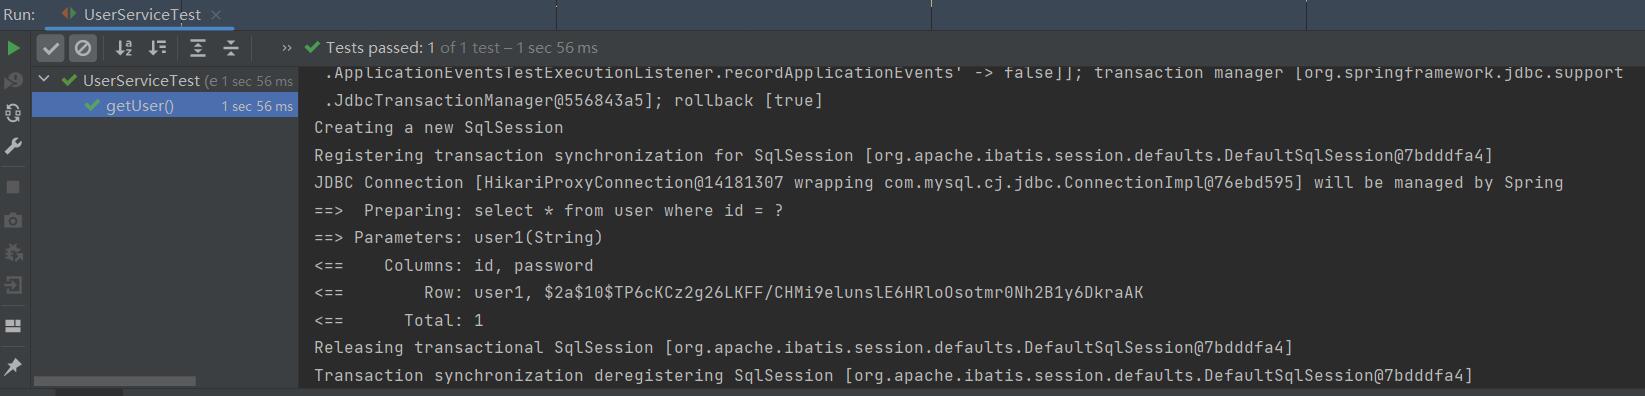 Run: UserServiceTest
Tests passed: 1 of 1 test – 1 sec 56 ms
UserServiceTest (e 1 sec 56 ms
getUser() 1 sec 56 ms
.ApplicationEventsTestExecutionListener.recordApplicationEvents' -> false]]; transaction manager [org.springframework.jdbc.support
.JdbcTransactionManager@556843a5]; rollback [true]
Creating a new SqlSession
Registering transaction synchronization for SqlSession [org.apache.ibatis.session.defaults.DefaultSqlSession@7bdddfa4]
JDBC Connection [HikariProxyConnection@14181307 wrapping com.mysql.cj.jdbc.ConnectionImpl@76ebd595] will be managed by Spring
==>  Preparing: select * from user where id = ?
==> Parameters: user1(String)
<==    Columns: id, password
<==        Row: user1, $2a$10$TP6cKCz2g26LKFF/CHMi9elunslE6HRloOsotmr0Nh2B1y6DkraAK
<==      Total: 1
Releasing transactional SqlSession [org.apache.ibatis.session.defaults.DefaultSqlSession@7bdddfa4]
Transaction synchronization deregistering SqlSession [org.apache.ibatis.session.defaults.DefaultSqlSession@7bdddfa4]